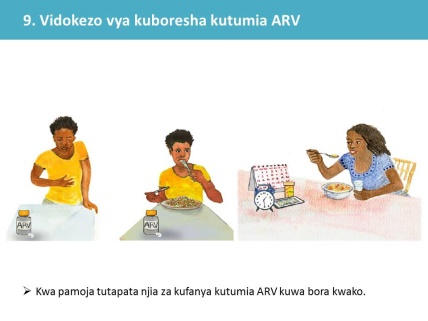 9. Vidokezo vya kuboresha kutumia ARV
ARV
ARV
➢ Kwa pamoja tutapata njia za kufanya kutumia ARV kuwa bora kwako.